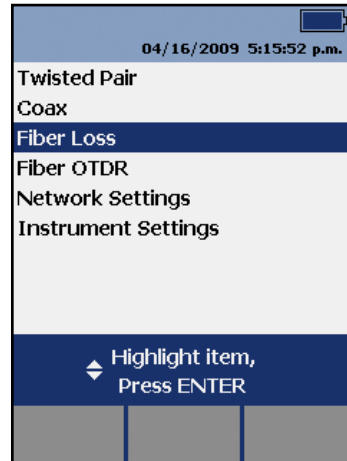 04/16/2009 5:15:52 p.m.
Twisted Pair
Coax
Fiber Loss
Fiber OTDR
Network Settings
Instrument Settings
Highlight item,
Press ENTER